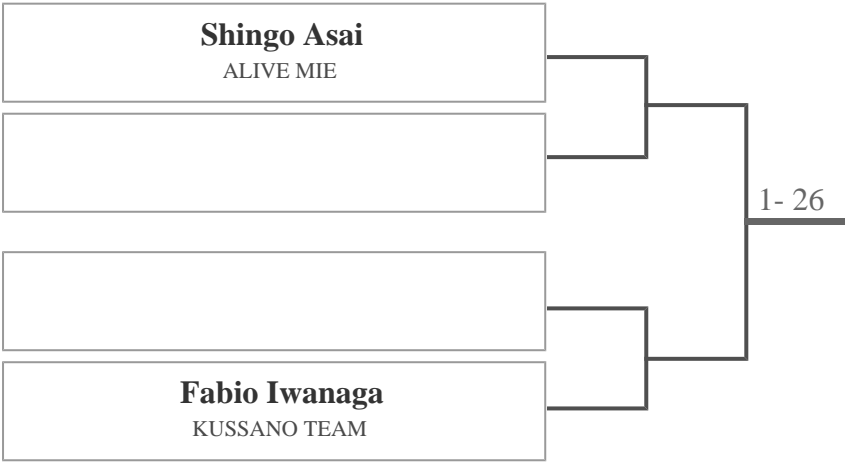 Shingo Asai
ALIVE MIE
1- 26
Fabio Iwanaga
KUSSANO TEAM